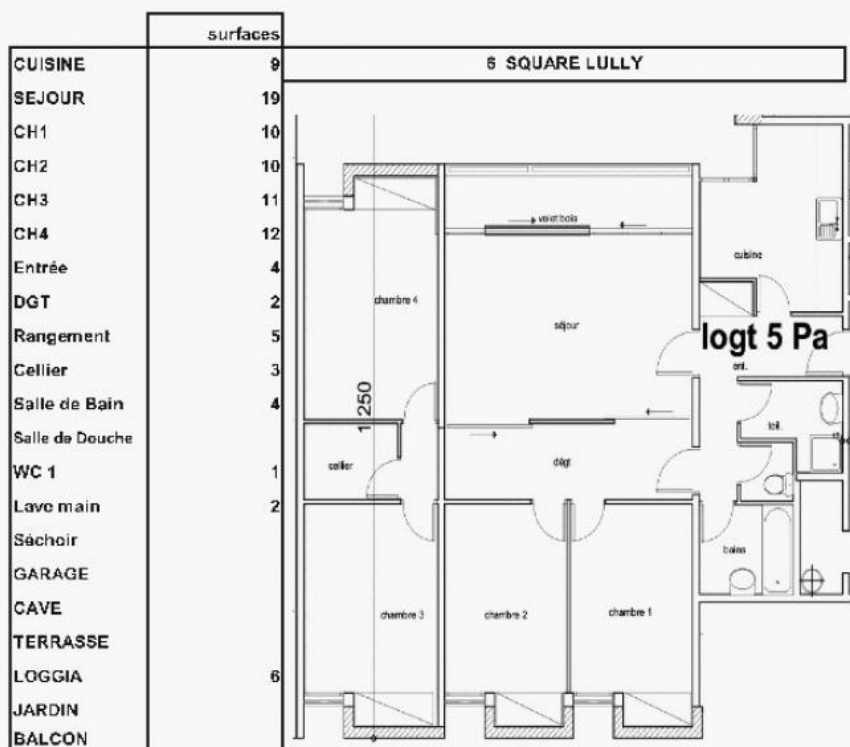 surfaces
CUISINE 9
6 SQUARE LULLY
SEJOUR 19
CH1 10
CH2 10
CH3 11
CH4 12
Entrée 4
DGT 2
Rangement 5
Cellier 3
Salle de Bain 4
Salle de Douche
WC 1 1
Lave main 2
Séchoir
GARAGE
CAVE
TERRASSE
LOGGIA 6
JARDIN
BALCON
volet bois
cuisine
chambre 4
séjour
logt 5 Pa
ent.
1 250
toil.
cellier
dégt
bains
chambre 3
chambre 2
chambre 1